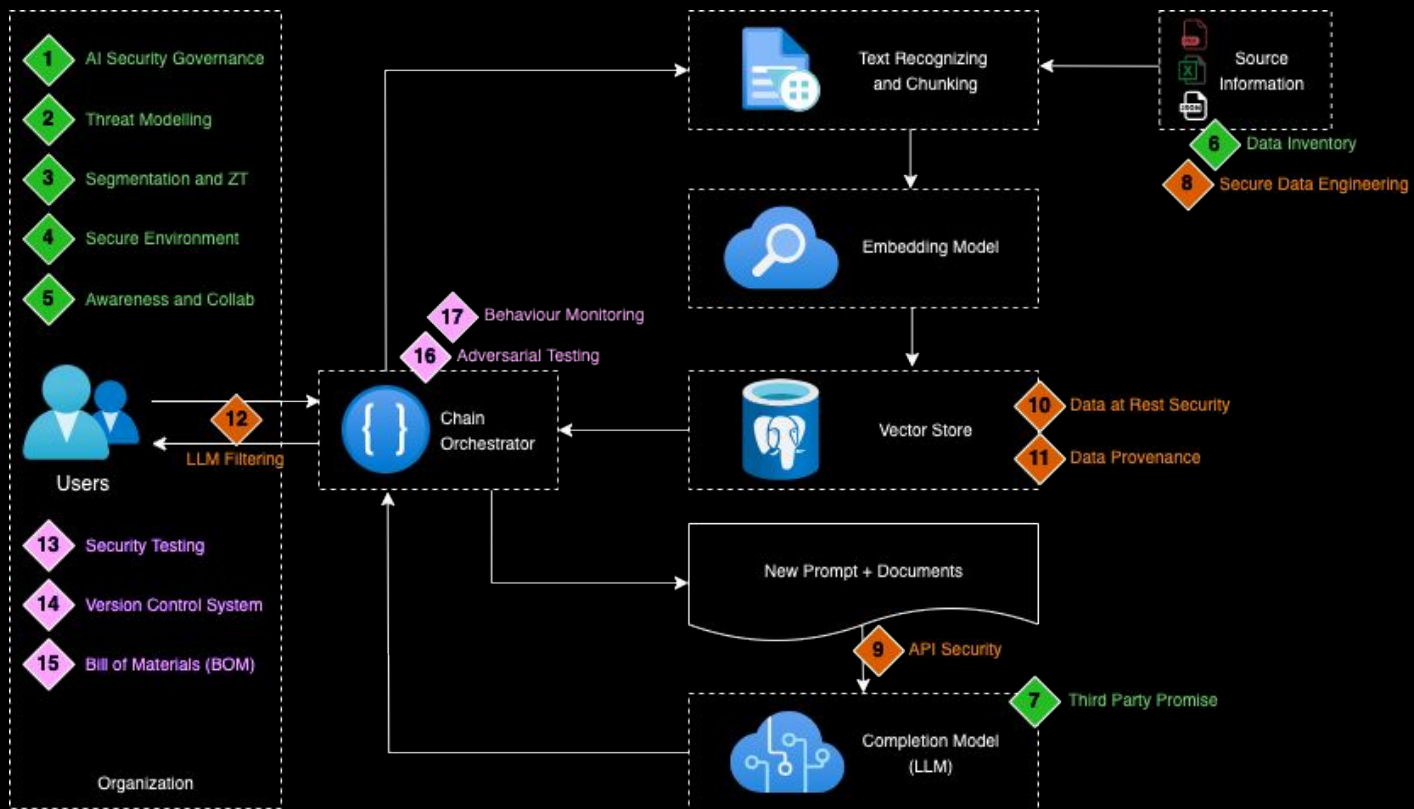 1 AI Security Governance
2 Threat Modelling
3 Segmentation and ZT
4 Secure Environment
5 Awareness and Collab
Users
12
LLM Filtering
13 Security Testing
14 Version Control System
15 Bill of Materials (BOM)
Organization
17 Behaviour Monitoring
16 Adversarial Testing
Chain
Orchestrator
Text Recognizing
and Chunking
Source
Information
JSON
6 Data Inventory
8 Secure Data Engineering
Embedding Model
Vector Store
10 Data at Rest Security
11 Data Provenance
New Prompt + Documents
9 API Security
7 Third Party Promise
Completion Model
(LLM)